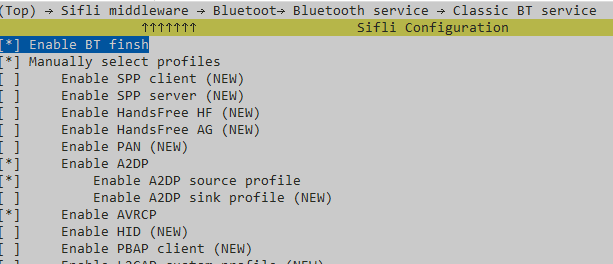 (Top) → Sifli middleware → Bluetoot→ Bluetooth service → Classic BT service
↑↑↑↑↑↑↑ Sifli Configuration
[*] Enable BT finsh
[*] Manually select profiles
[ ] Enable SPP client (NEW)
[ ] Enable SPP server (NEW)
[ ] Enable HandsFree HF (NEW)
[ ] Enable HandsFree AG (NEW)
[ ] Enable PAN (NEW)
[*] Enable A2DP
[*] Enable A2DP source profile
[ ] Enable A2DP sink profile (NEW)
[*] Enable AVRCP
[ ] Enable HID (NEW)
[ ] Enable PBAP client (NEW)